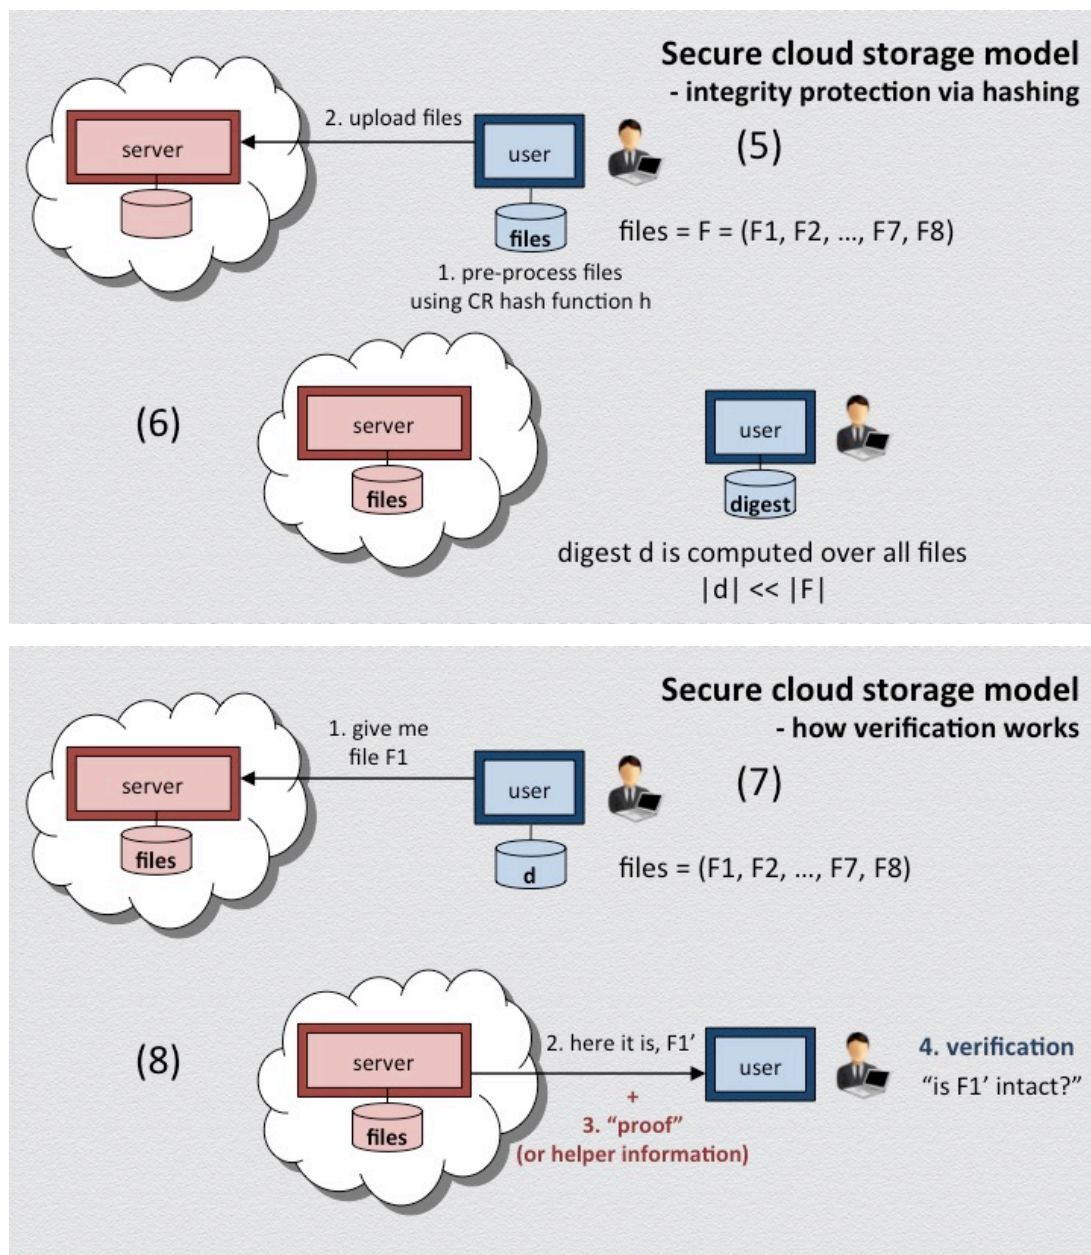 Secure cloud storage model
- integrity protection via hashing
(5)
2. upload files
server
user
files
files = F = (F1, F2, ..., F7, F8)
1. pre-process files
using CR hash function h
(6)
server
files
user
digest
digest d is computed over all files
|d| << |F|
Secure cloud storage model
- how verification works
(7)
1. give me
file F1
server
files
user
d
files = (F1, F2, ..., F7, F8)
(8)
server
files
2. here it is, F1’
+
3. “proof”
(or helper information)
user
4. verification
“is F1’ intact?”